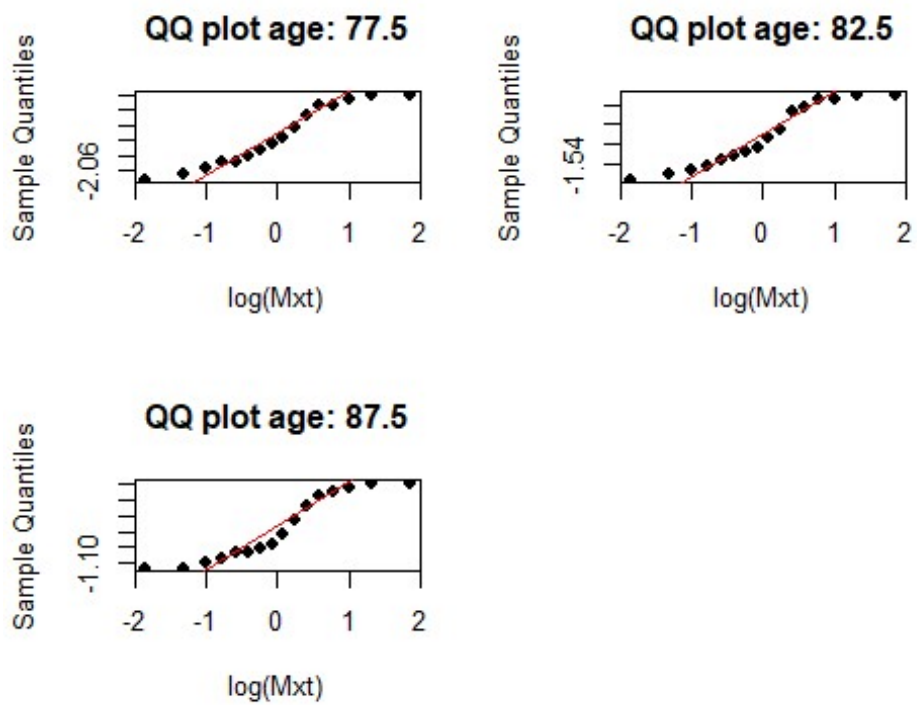 QQ plot age: 77.5
Sample Quantiles
-2.06
-2 -1 0 1 2
log(Mxt)
QQ plot age: 82.5
Sample Quantiles
-1.54
-2 -1 0 1 2
log(Mxt)
QQ plot age: 87.5
Sample Quantiles
-1.10
-2 -1 0 1 2
log(Mxt)